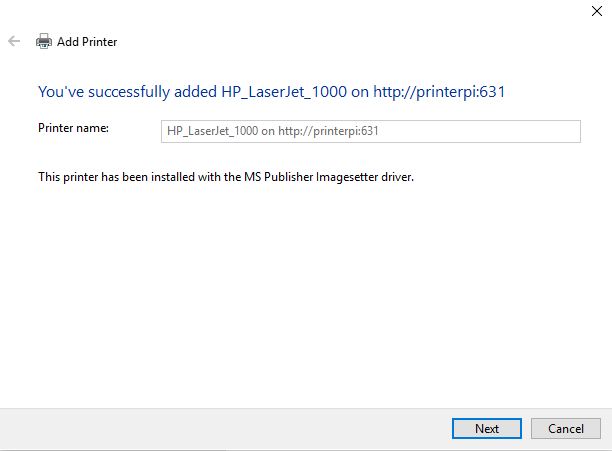 Add Printer
You've successfully added HP_LaserJet_1000 on http://printerpi:631
Printer name:
HP_LaserJet_1000 on http://printerpi:631
This printer has been installed with the MS Publisher Imagesetter driver.
Next
Cancel